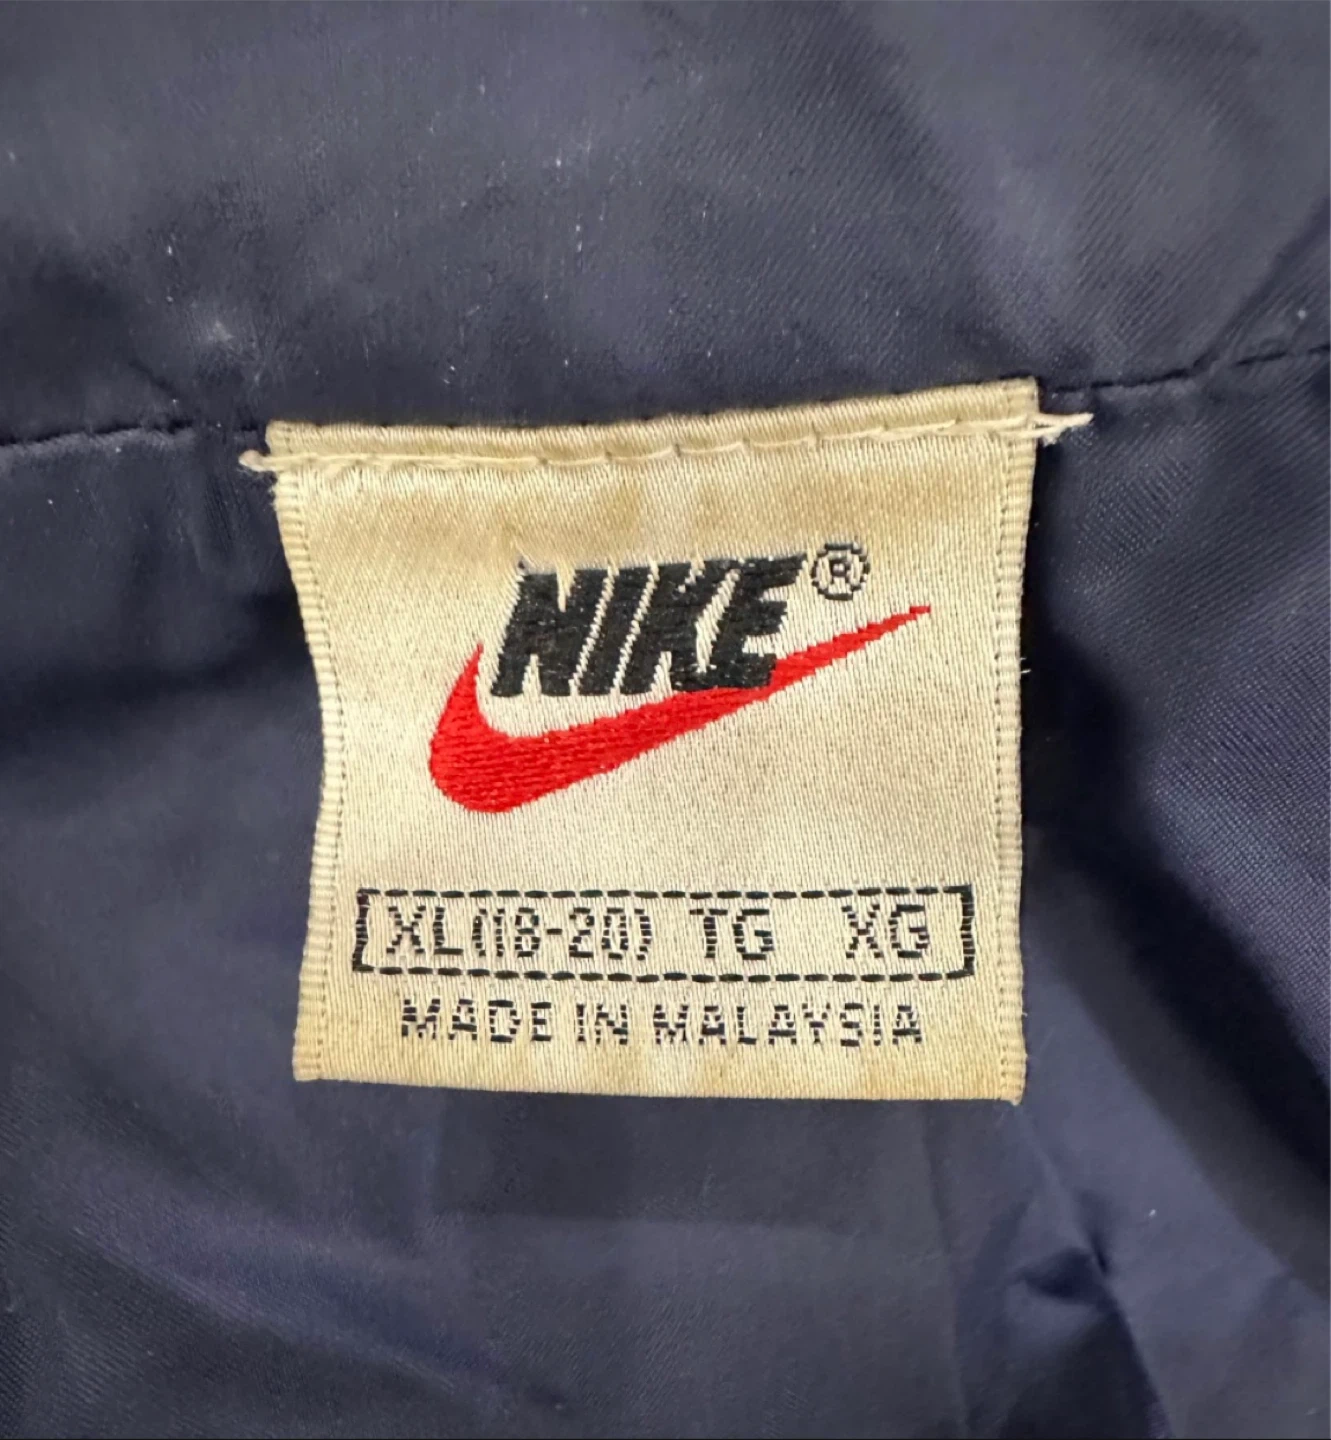 NIKE®
XL(18-20) TG XG
MADE IN MALAYSIA